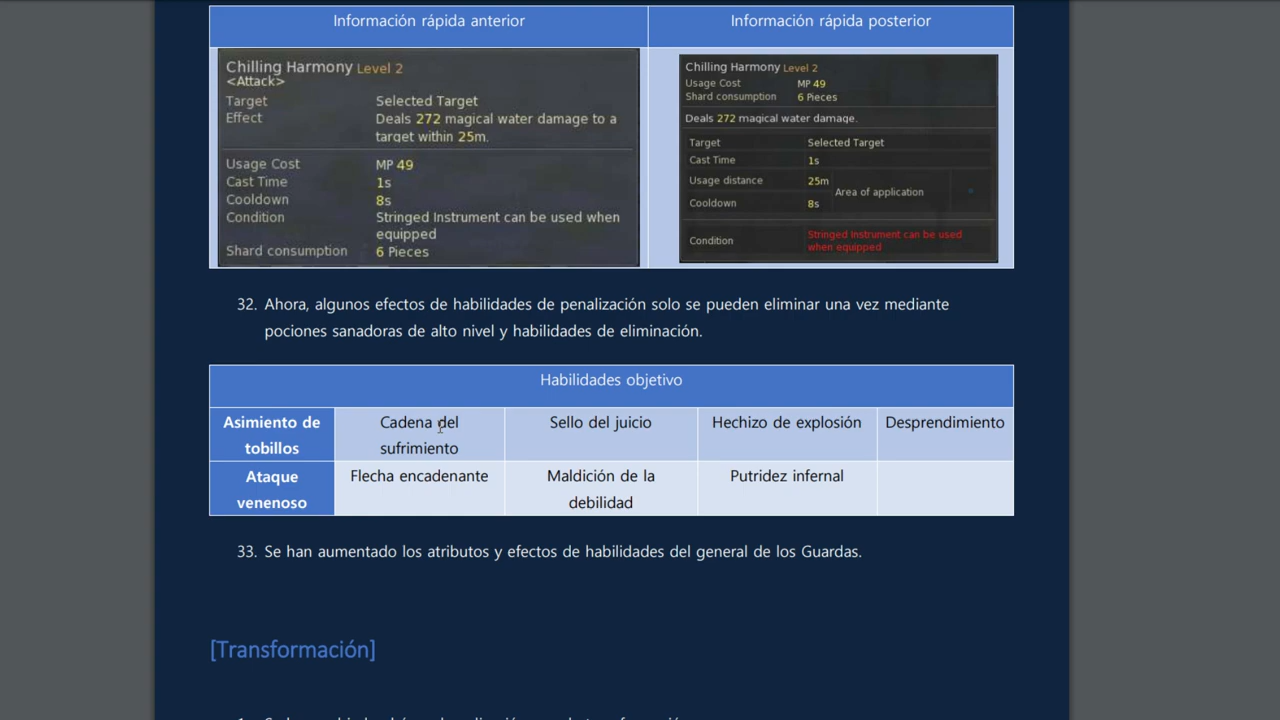 Información rápida anterior
Información rápida posterior
Chilling Harmony Level 2
<Attack>
Target Selected Target
Effect Deals 272 magical water damage to a
target within 25m.
Usage Cost MP 49
Cast Time 1s
Cooldown 8s
Condition Stringed Instrument can be used when
equipped
Shard consumption 6 Pieces
Chilling Harmony Level 2
Usage Cost MP 49
Shard consumption 6 Pieces
Deals 272 magical water damage.
Target Selected Target
Cast Time 1s
Usage distance 25m
Area of application
Cooldown 8s
Condition Stringed Instrument can be used
when equipped
32. Ahora, algunos efectos de habilidades de penalización solo se pueden eliminar una vez mediante
pociones sanadoras de alto nivel y habilidades de eliminación.
Habilidades objetivo
Asimiento de
tobillos
Cadena del
sufrimiento
Sello del juicio
Hechizo de explosión
Desprendimiento
Ataque
venenoso
Flecha encadenante
Maldición de la
debilidad
Putridez infernal
33. Se han aumentado los atributos y efectos de habilidades del general de los Guardas.
[Transformación]